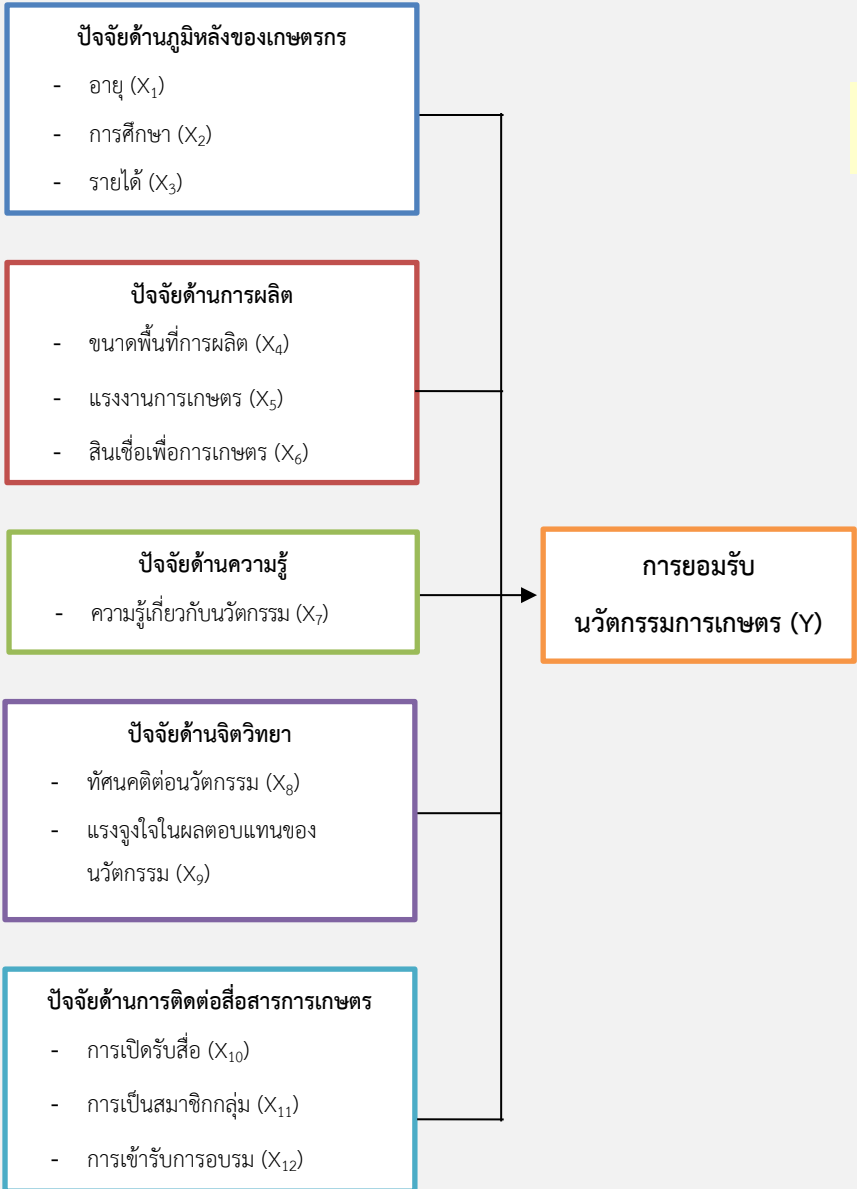 ปัจจัยด้านภูมิหลังของเกษตรกร
- อายุ (X₁)
- การศึกษา (X₂)
- รายได้ (X₃)
ปัจจัยด้านการผลิต
- ขนาดพื้นที่การผลิต (X₄)
- แรงงานการเกษตร (X₅)
- สินเชื่อเพื่อการเกษตร (X₆)
ปัจจัยด้านความรู้
- ความรู้เกี่ยวกับนวัตกรรม (X₇)
ปัจจัยด้านจิตวิทยา
- ทัศนคติต่อนวัตกรรม (X₈)
- แรงจูงใจในผลตอบแทนของ
นวัตกรรม (X₉)
ปัจจัยด้านการติดต่อสื่อสารการเกษตร
- การเปิดรับสื่อ (X₁₀)
- การเป็นสมาชิกกลุ่ม (X₁₁)
- การเข้ารับการอบรม (X₁₂)
การยอมรับ
นวัตกรรมการเกษตร (Y)